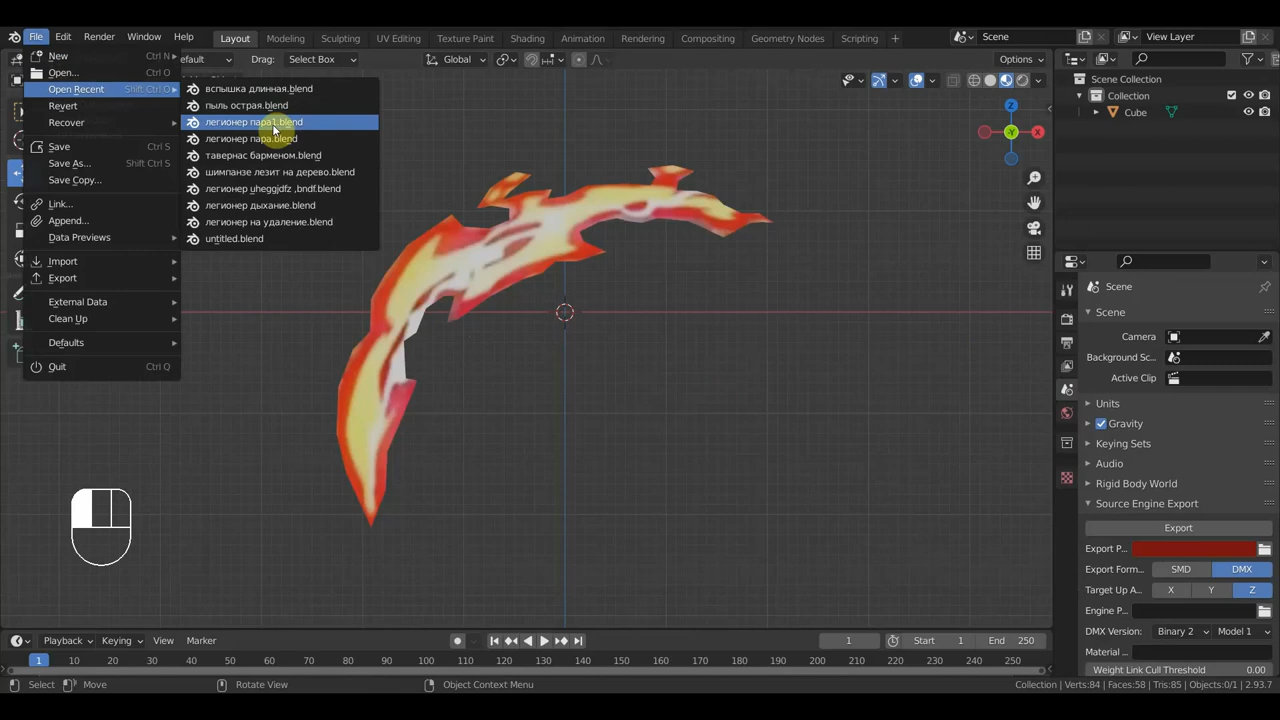 File Edit Render Window Help Layout Modeling Sculpting UV Editing Texture Paint Shading Animation Rendering Compositing Geometry Nodes Scripting + Scene View Layer
New Ctrl N
Open... Ctrl O
Open Recent Shift Ctrl O
Revert
Recover
Save Ctrl S
Save As... Shift Ctrl S
Save Copy...
Link...
Append...
Data Previews
Import
Export
External Data
Clean Up
Defaults
Quit Ctrl Q
вспышка длинная.blend
пыль острая.blend
легионер пара1.blend
легионер пара.blend
тавернас барменом.blend
шимпанзе лезит на дерево.blend
легионер yheggjdfz ,bndf.blend
легионер дыхание.blend
легионер на удаление.blend
untitled.blend
efault Drag: Select Box Global Options
Z
Y
X
Scene Collection
Collection
Cube
Scene
Scene
Camera
Background Sc...
Active Clip
Units
Gravity
Keying Sets
Audio
Rigid Body World
Source Engine Export
Export
Export P...
Export Form... SMD DMX
Target Up A... X Y Z
Engine P...
DMX Version: Binary 2 Model 1
Material ...
Weight Link Cull Threshold 0.00
Playback Keying View Marker 1 Start 1 End 250
1 10 20 30 40 50 60 70 80 90 100 110 120 130 140 150 160 170 180 190 200 210 220 230 240 250
Select Move Rotate View Object Context Menu Collection | Verts:84 | Faces:58 | Tris:85 | Objects:0/1 | 2.93.7